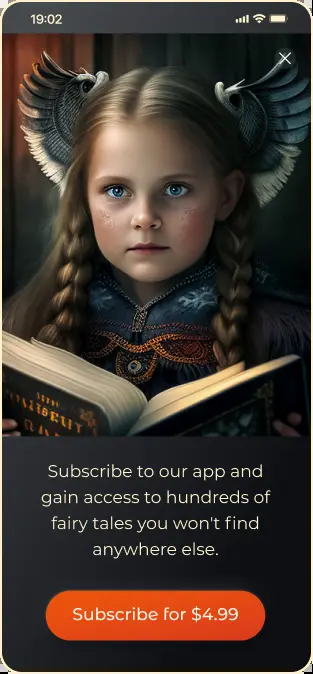 19:02
Subscribe to our app and
gain access to hundreds of
fairy tales you won't find
anywhere else.
Subscribe for $4.99